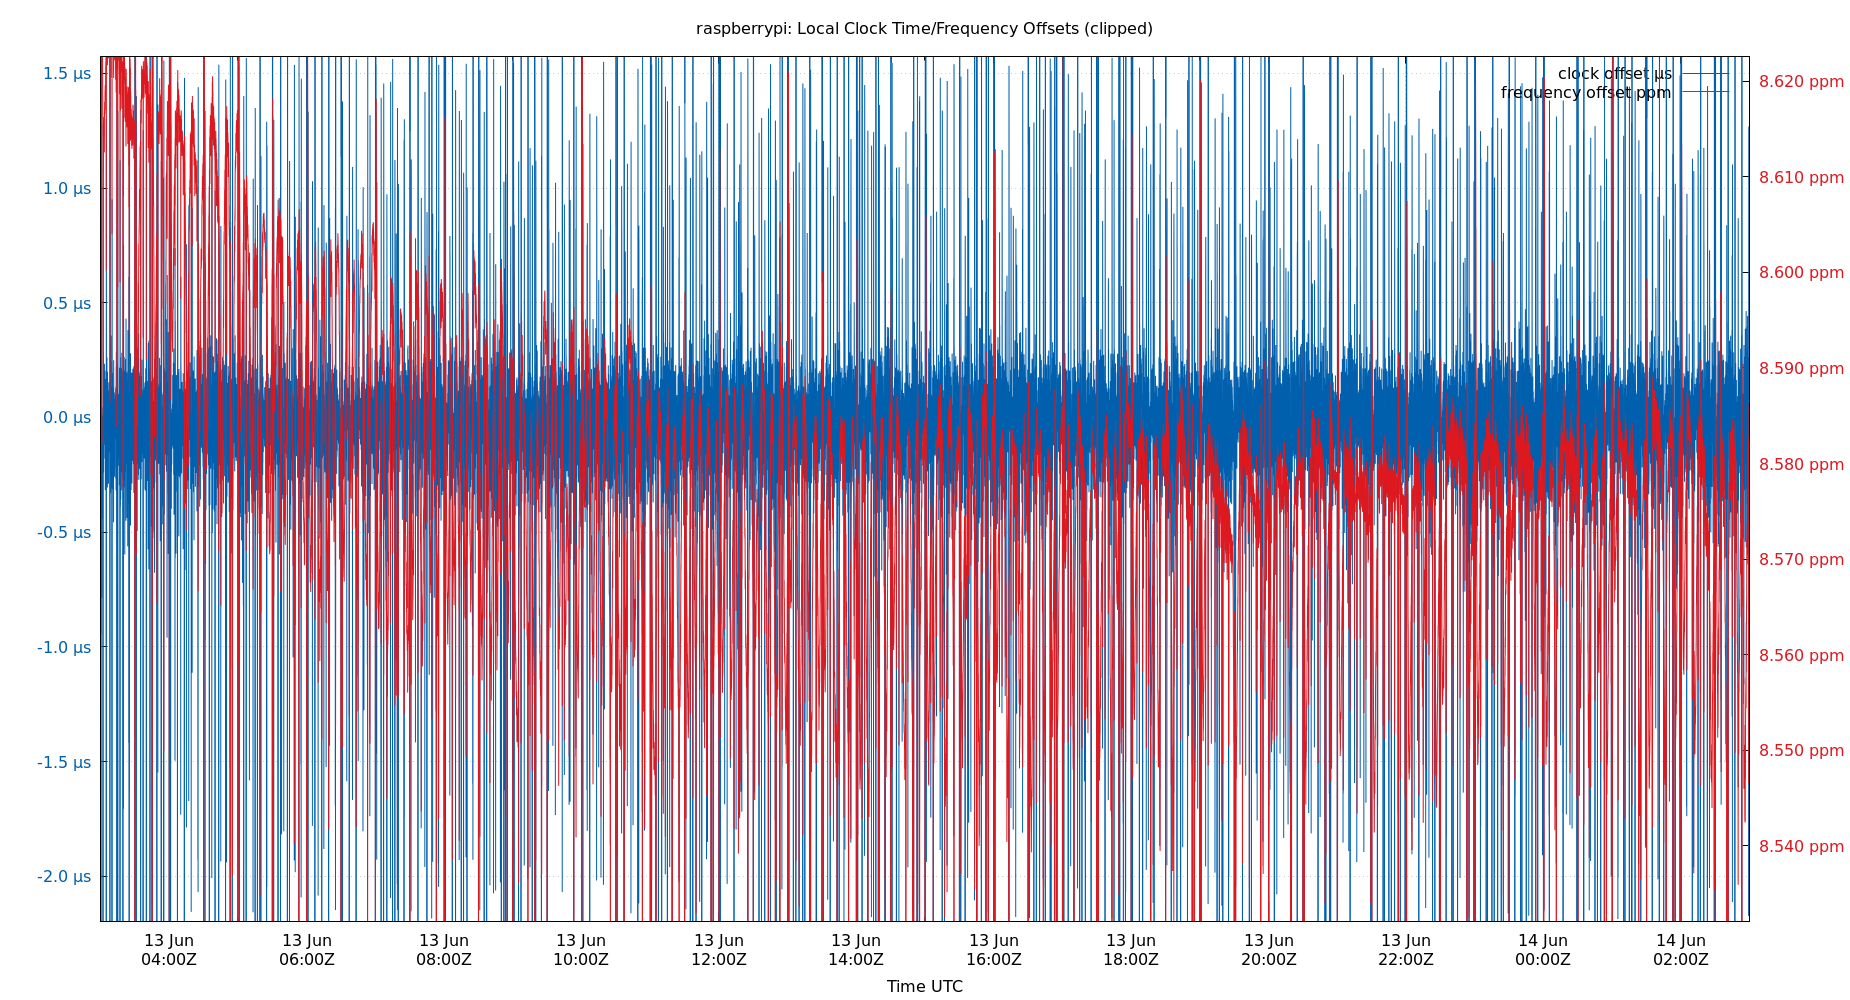 raspberrypi: Local Clock Time/Frequency Offsets (clipped)
clock offset µs
frequency offset ppm
1.5 µs
1.0 µs
0.5 µs
0.0 µs
-0.5 µs
-1.0 µs
-1.5 µs
-2.0 µs
8.620 ppm
8.610 ppm
8.600 ppm
8.590 ppm
8.580 ppm
8.570 ppm
8.560 ppm
8.550 ppm
8.540 ppm
13 Jun 13 Jun 13 Jun 13 Jun 13 Jun 13 Jun 13 Jun 13 Jun 13 Jun 13 Jun 14 Jun 14 Jun
04:00Z 06:00Z 08:00Z 10:00Z 12:00Z 14:00Z 16:00Z 18:00Z 20:00Z 22:00Z 00:00Z 02:00Z
Time UTC